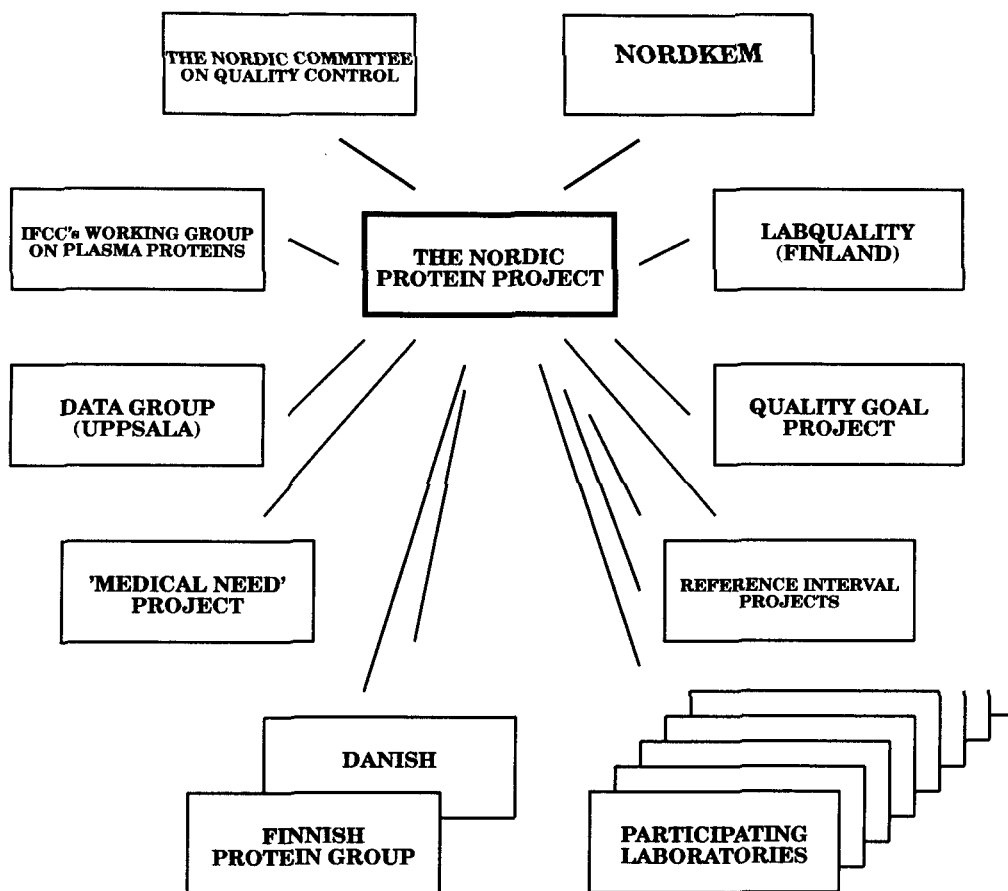 THE NORDIC COMMITTEE
ON QUALITY CONTROL
NORDKEM
IFCC's WORKING GROUP
ON PLASMA PROTEINS
THE NORDIC
PROTEIN PROJECT
LABQUALITY
(FINLAND)
DATA GROUP
(UPPSALA)
QUALITY GOAL
PROJECT
'MEDICAL NEED'
PROJECT
REFERENCE INTERVAL
PROJECTS
DANISH
FINNISH
PROTEIN GROUP
PARTICIPATING
LABORATORIES